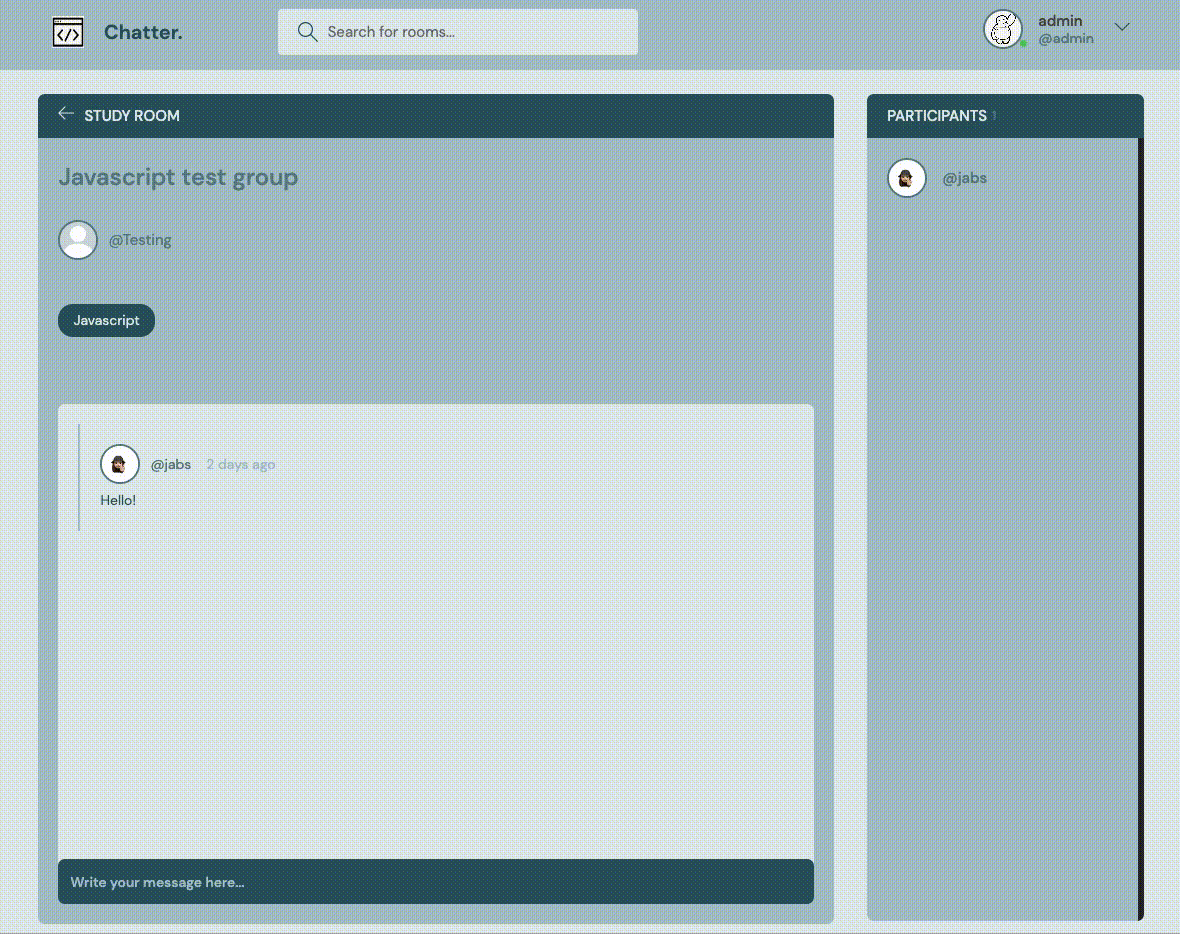 Chatter.
Search for rooms...
admin
@admin
STUDY ROOM
Javascript test group
@Testing
Javascript
@jabs 2 days ago
Hello!
Write your message here...
PARTICIPANTS 1
@jabs